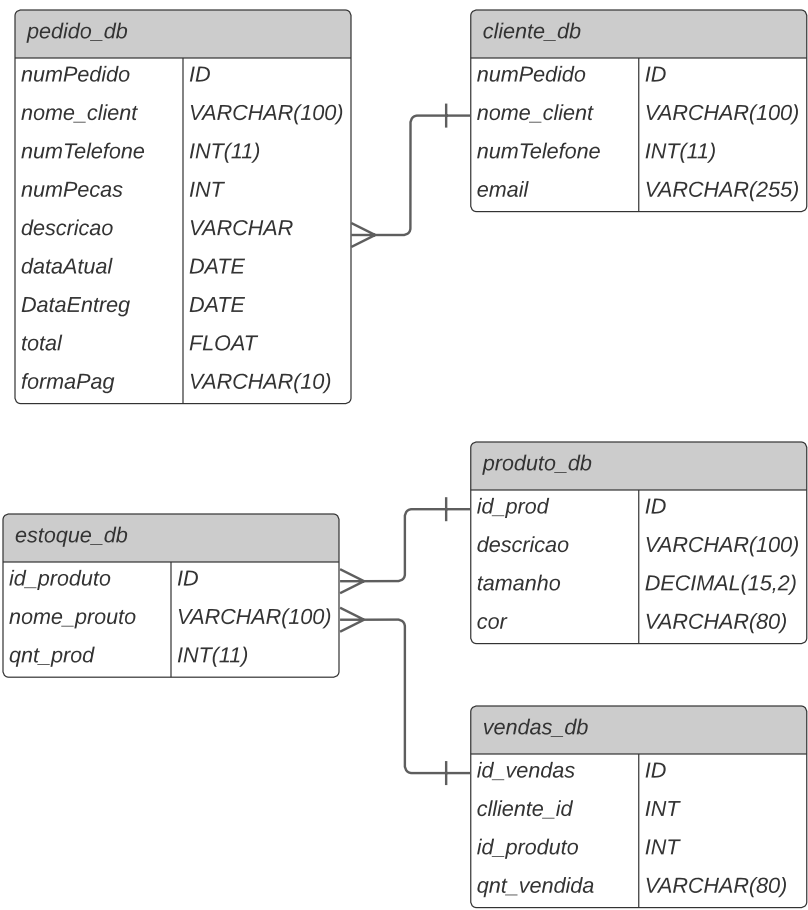 pedido_db
numPedido ID
nome_client VARCHAR(100)
numTelefone INT(11)
numPecas INT
descricao VARCHAR
dataAtual DATE
DataEntreg DATE
total FLOAT
formaPag VARCHAR(10)
cliente_db
numPedido ID
nome_client VARCHAR(100)
numTelefone INT(11)
email VARCHAR(255)
estoque_db
id_produto ID
nome_prouto VARCHAR(100)
qnt_prod INT(11)
produto_db
id_prod ID
descricao VARCHAR(100)
tamanho DECIMAL(15,2)
cor VARCHAR(80)
vendas_db
id_vendas ID
clliente_id INT
id_produto INT
qnt_vendida VARCHAR(80)